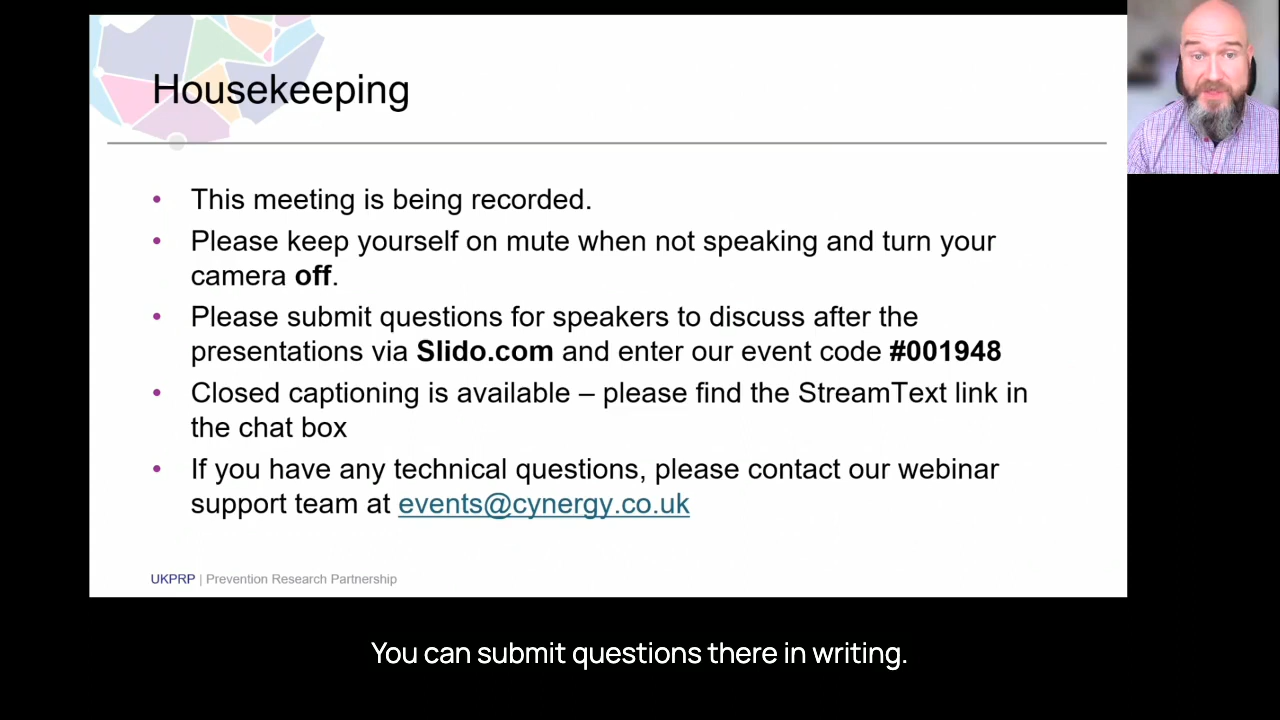 Housekeeping
• This meeting is being recorded.
• Please keep yourself on mute when not speaking and turn your
camera off.
• Please submit questions for speakers to discuss after the
presentations via Slido.com and enter our event code #001948
• Closed captioning is available – please find the StreamText link in
the chat box
• If you have any technical questions, please contact our webinar
support team at events@cynergy.co.uk
UKPRP | Prevention Research Partnership
You can submit questions there in writing.